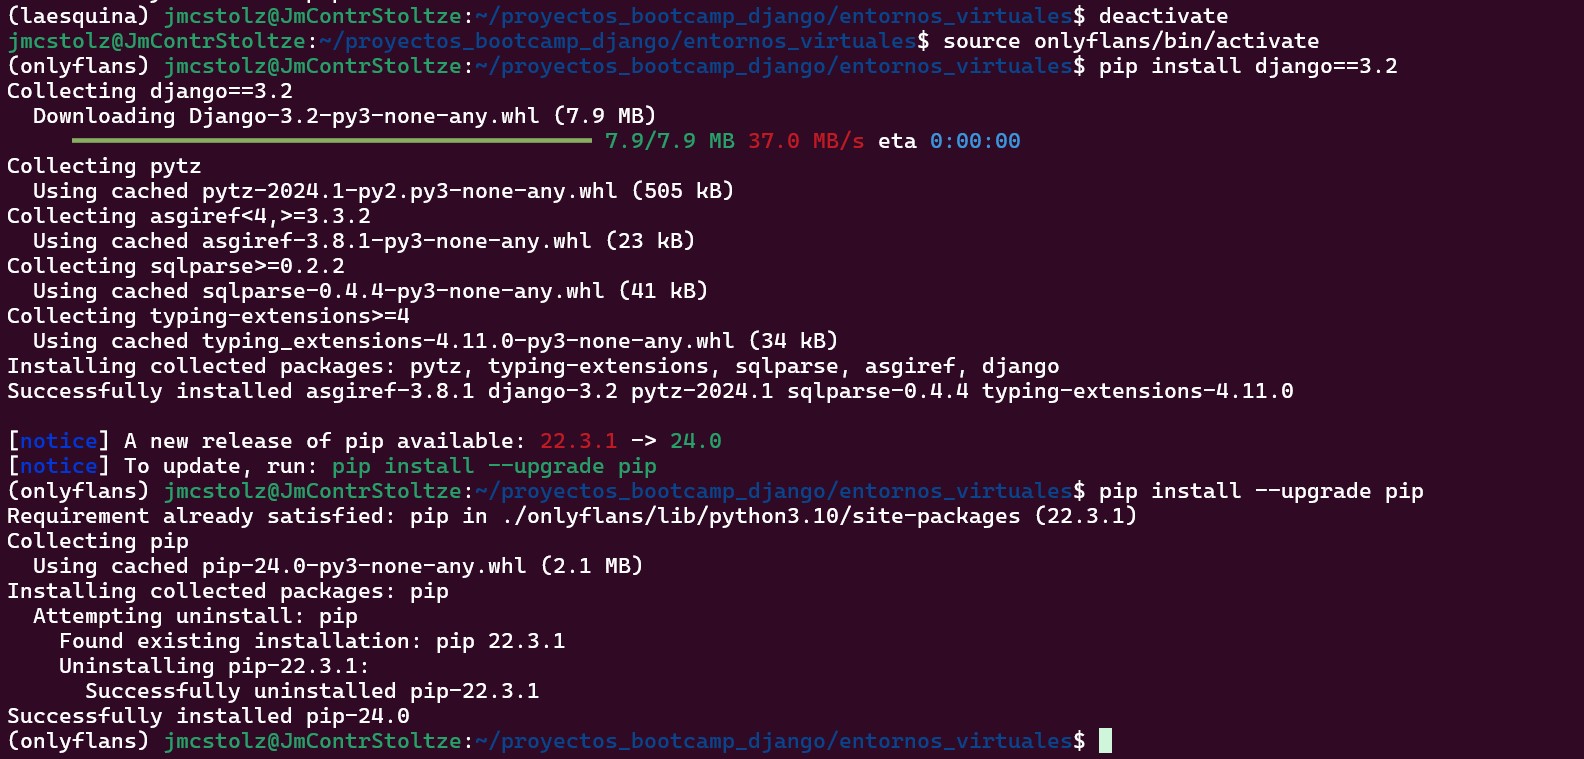 (laesquina) jmcstolz@JmContrStoltze:~/proyectos_bootcamp_django/entornos_virtuales$ deactivate
jmcstolz@JmContrStoltze:~/proyectos_bootcamp_django/entornos_virtuales$ source onlyflans/bin/activate
(onlyflans) jmcstolz@JmContrStoltze:~/proyectos_bootcamp_django/entornos_virtuales$ pip install django==3.2
Collecting django==3.2
  Downloading Django-3.2-py3-none-any.whl (7.9 MB)
     7.9/7.9 MB 37.0 MB/s eta 0:00:00
Collecting pytz
  Using cached pytz-2024.1-py2.py3-none-any.whl (505 kB)
Collecting asgiref<4,>=3.3.2
  Using cached asgiref-3.8.1-py3-none-any.whl (23 kB)
Collecting sqlparse>=0.2.2
  Using cached sqlparse-0.4.4-py3-none-any.whl (41 kB)
Collecting typing-extensions>=4
  Using cached typing_extensions-4.11.0-py3-none-any.whl (34 kB)
Installing collected packages: pytz, typing-extensions, sqlparse, asgiref, django
Successfully installed asgiref-3.8.1 django-3.2 pytz-2024.1 sqlparse-0.4.4 typing-extensions-4.11.0

[notice] A new release of pip available: 22.3.1 -> 24.0
[notice] To update, run: pip install --upgrade pip
(onlyflans) jmcstolz@JmContrStoltze:~/proyectos_bootcamp_django/entornos_virtuales$ pip install --upgrade pip
Requirement already satisfied: pip in ./onlyflans/lib/python3.10/site-packages (22.3.1)
Collecting pip
  Using cached pip-24.0-py3-none-any.whl (2.1 MB)
Installing collected packages: pip
  Attempting uninstall: pip
    Found existing installation: pip 22.3.1
    Uninstalling pip-22.3.1:
      Successfully uninstalled pip-22.3.1
Successfully installed pip-24.0
(onlyflans) jmcstolz@JmContrStoltze:~/proyectos_bootcamp_django/entornos_virtuales$